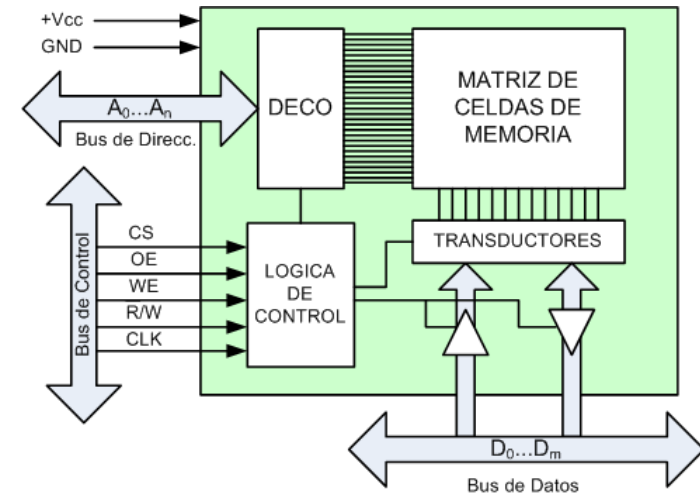 +Vcc
GND
A0...An
Bus de Direcc.
DECO
MATRIZ DE
CELDAS DE
MEMORIA
Bus de Control
CS
OE
WE
R/W
CLK
LOGICA
DE
CONTROL
TRANSDUCTORES
D0...Dm
Bus de Datos